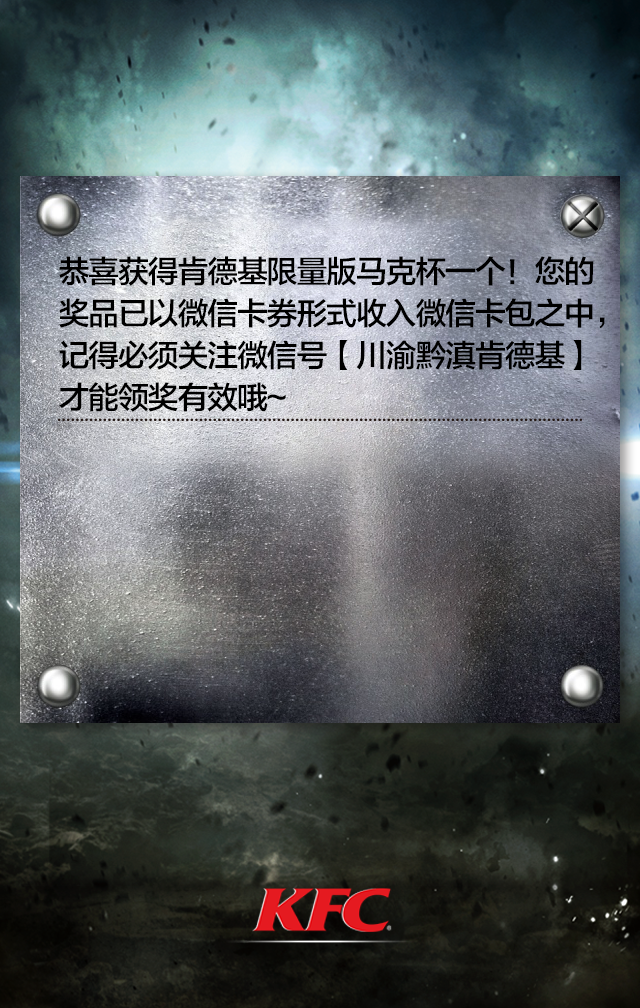 恭喜获得肯德基限量版马克杯一个！您的
奖品已以微信卡券形式收入微信卡包之中，
记得必须关注微信号【川渝黔滇肯德基】
才能领奖有效哦~
KFC